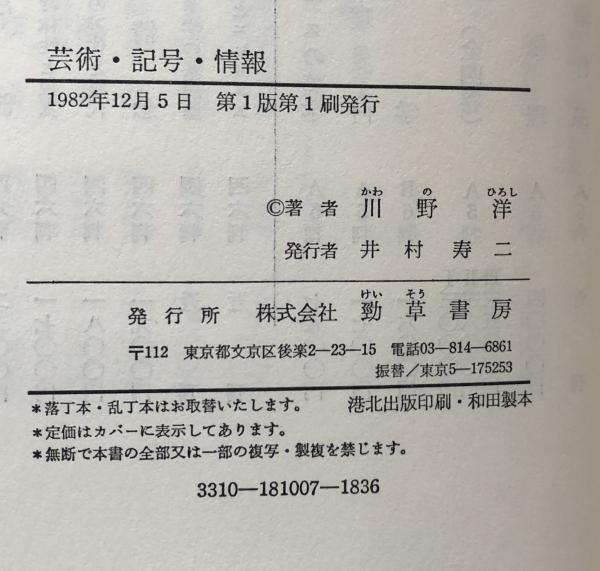 芸術・記号・情報
1982年12月5日　第1版第1刷発行
かわ　の　ひろし
©著者　川　野　洋
発行者　井　村　寿　二
けい　そう
発行所　株式会社　勁　草　書　房
〒112　東京都文京区後楽2―23―15　電話03―814―6861
振替／東京5―175253
＊落丁本・乱丁本はお取替いたします。　港北出版印刷・和田製本
＊定価はカバーに表示してあります。
＊無断で本書の全部又は一部の複写・製複を禁じます。
3310―181007―1836